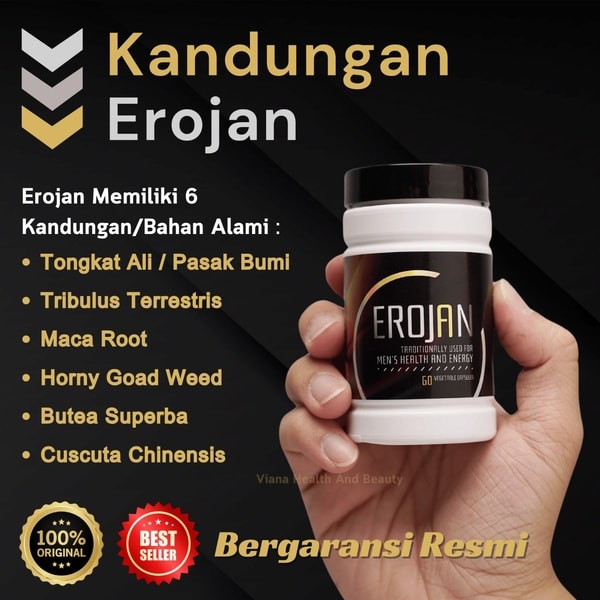 Kandungan
Erojan
Erojan Memiliki 6
Kandungan/Bahan Alami :
• Tongkat Ali / Pasak Bumi
• Tribulus Terrestris
• Maca Root
• Horny Goad Weed
• Butea Superba
• Cuscuta Chinensis
EROJAN
TRADITIONALLY USED FOR
MEN'S HEALTH AND ENERGY
60 VEGETABLE CAPSULES
Viana Health And Beauty
100%
ORIGINAL
BEST
SELLER
Bergaransi Resmi